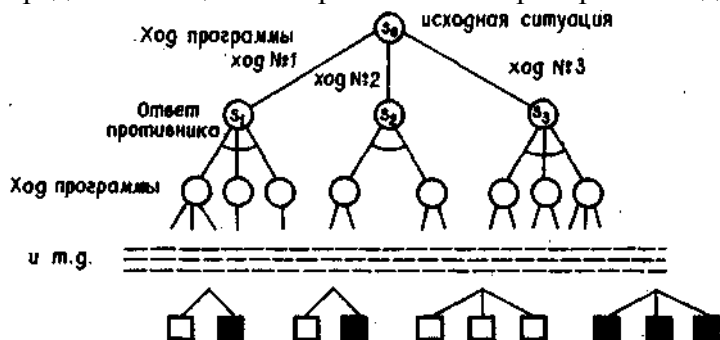 исходная ситуация
S₀
Ход программы
ход №1
ход №2
ход №3
Ответ
противника
S₁
S₂
S₃
Ход программы
и т.д.